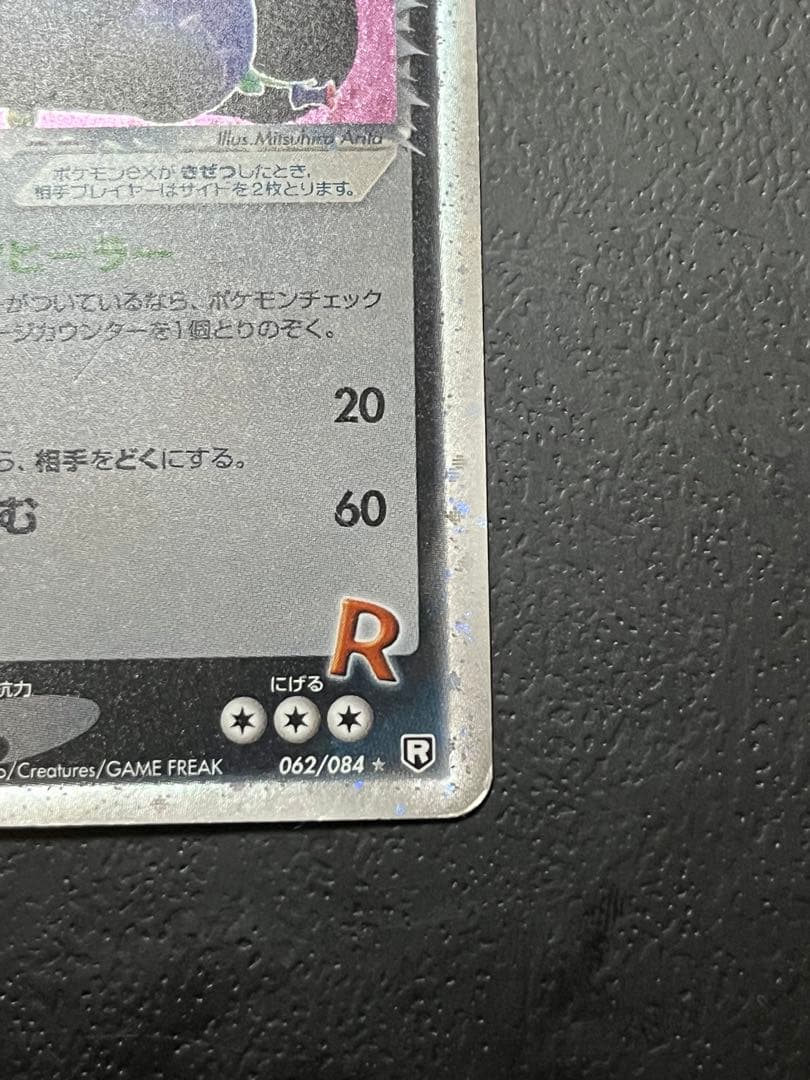 Illus.Mitsuhiro Arita
ポケモンexが きぜつしたとき、
相手プレイヤーはサイドを2枚とります。
ヒーラー
がついているなら、ポケモンチェック
ージカウンターを1個とりのぞく。
20
ら、相手をどくにする。
む
60
R
抗力
にげる
o/Creatures/GAME FREAK
062/084 ★ R